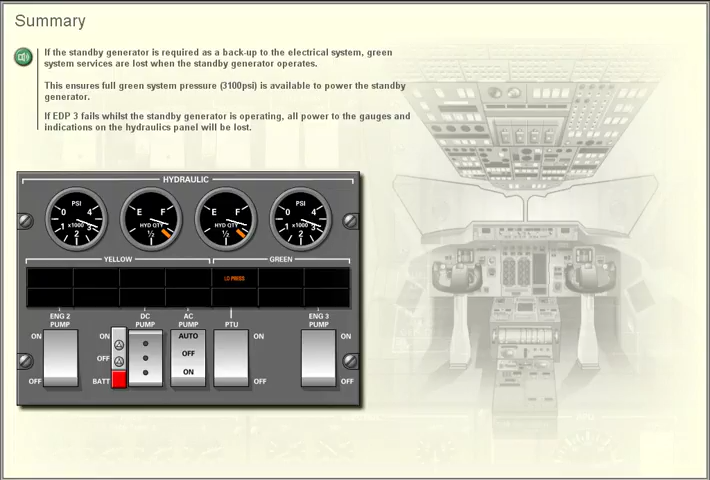 Summary
If the standby generator is required as a back-up to the electrical system, green
system services are lost when the standby generator operates.
This ensures full green system pressure (3100psi) is available to power the standby
generator.
If EDP 3 fails whilst the standby generator is operating, all power to the gauges and
indications on the hydraulics panel will be lost.
HYDRAULIC
PSI
0 4
1 x1000 3
2
E F
HYD QTY
½
E F
HYD QTY
½
PSI
0 4
1 x1000 3
2
YELLOW GREEN
LO PRESS
ENG 2
PUMP
DC
PUMP
AC
PUMP
PTU
ENG 3
PUMP
ON ON AUTO ON ON
OFF OFF
OFF BATT ON OFF OFF